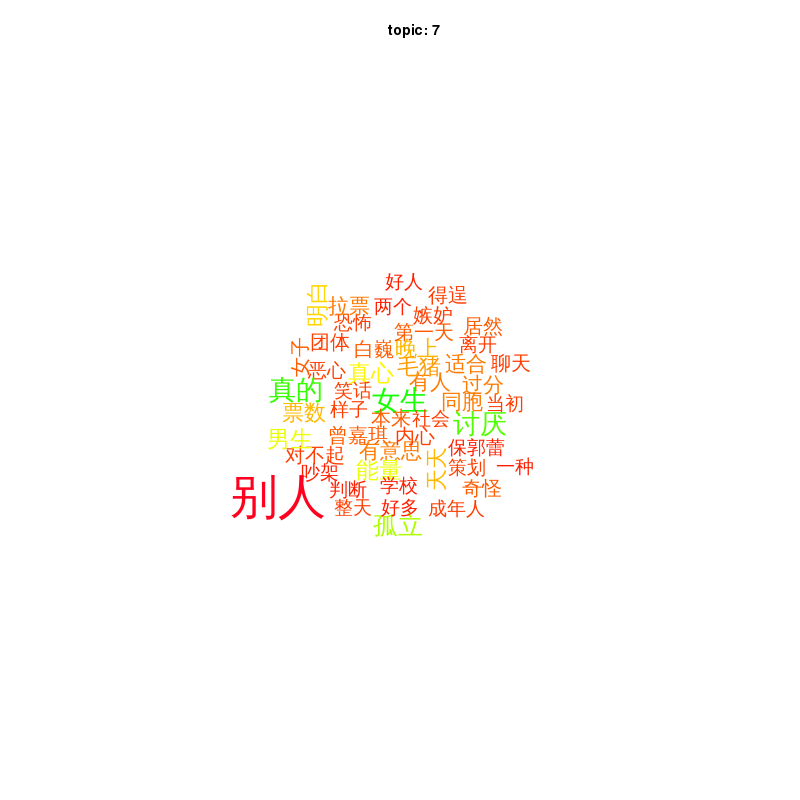 topic: 7
好人
得逞
明白
拉票
两个
嫉妒
恐怖
第一天
居然
团体
白巍
晚上
离开
女子
恶心
真心
毛猪
适合
聊天
真的
笑话
有人
过分
女生
同胞
当初
票数
样子
本来
社会
讨厌
男生
曾嘉琪
内心
对不起
有意思
保郭蕾
吵架
能量
天天
策划
一种
别人
判断
学校
奇怪
整天
好多
成年人
孤立